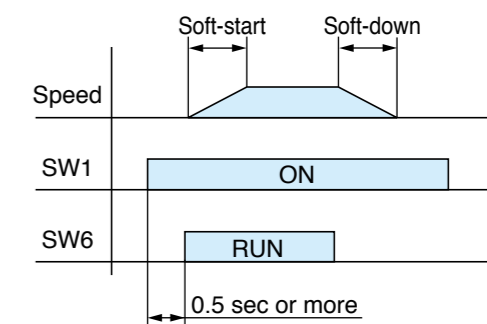 Soft-start Soft-down
Speed
SW1 ON
SW6 RUN
0.5 sec or more